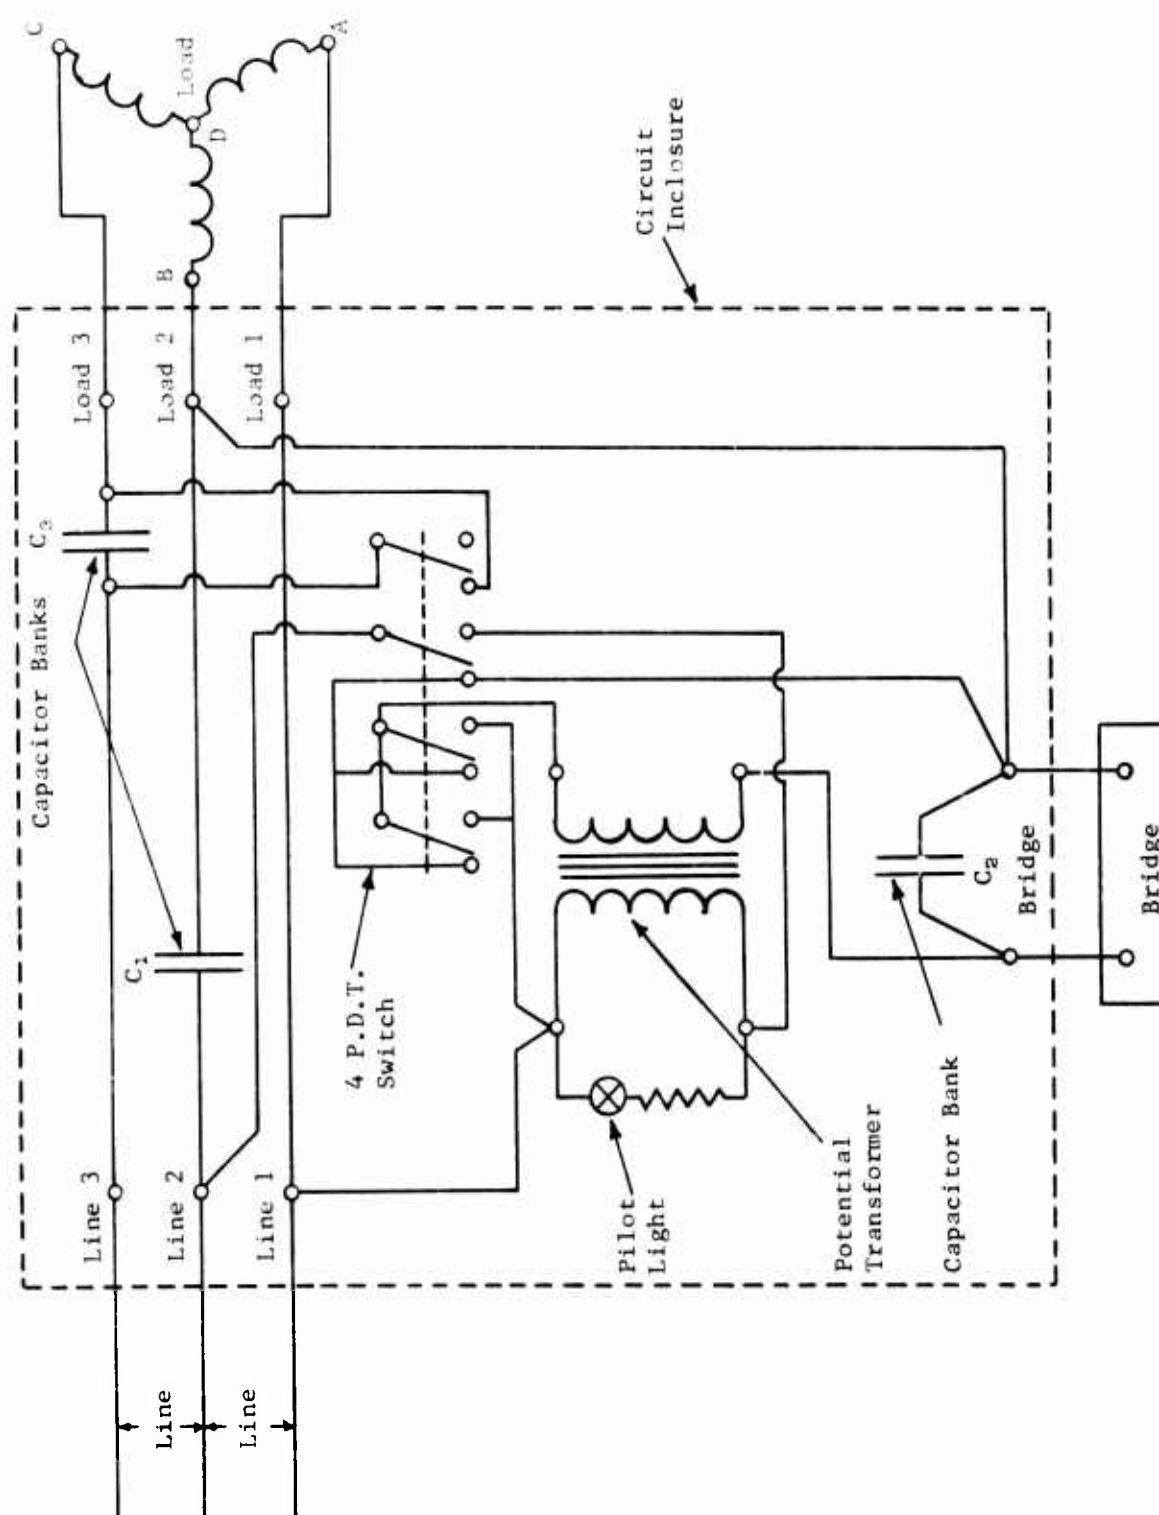 C
A
Load
D
B
Circuit
Inclosure
Load 3
Load 2
Load 1
C₃
Capacitor Banks
C₁
4 P.D.T.
Switch
Line 3
Line 2
Line 1
Pilot
Light
Potential
Transformer
Capacitor Bank
C₂
Bridge
Bridge
Line
Line